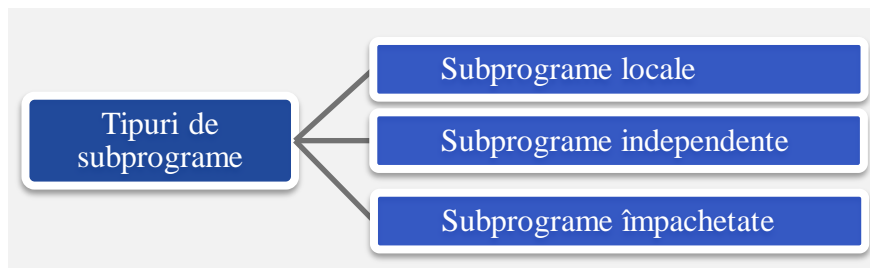 Tipuri de
subprograme
Subprograme locale
Subprograme independente
Subprograme împachetate